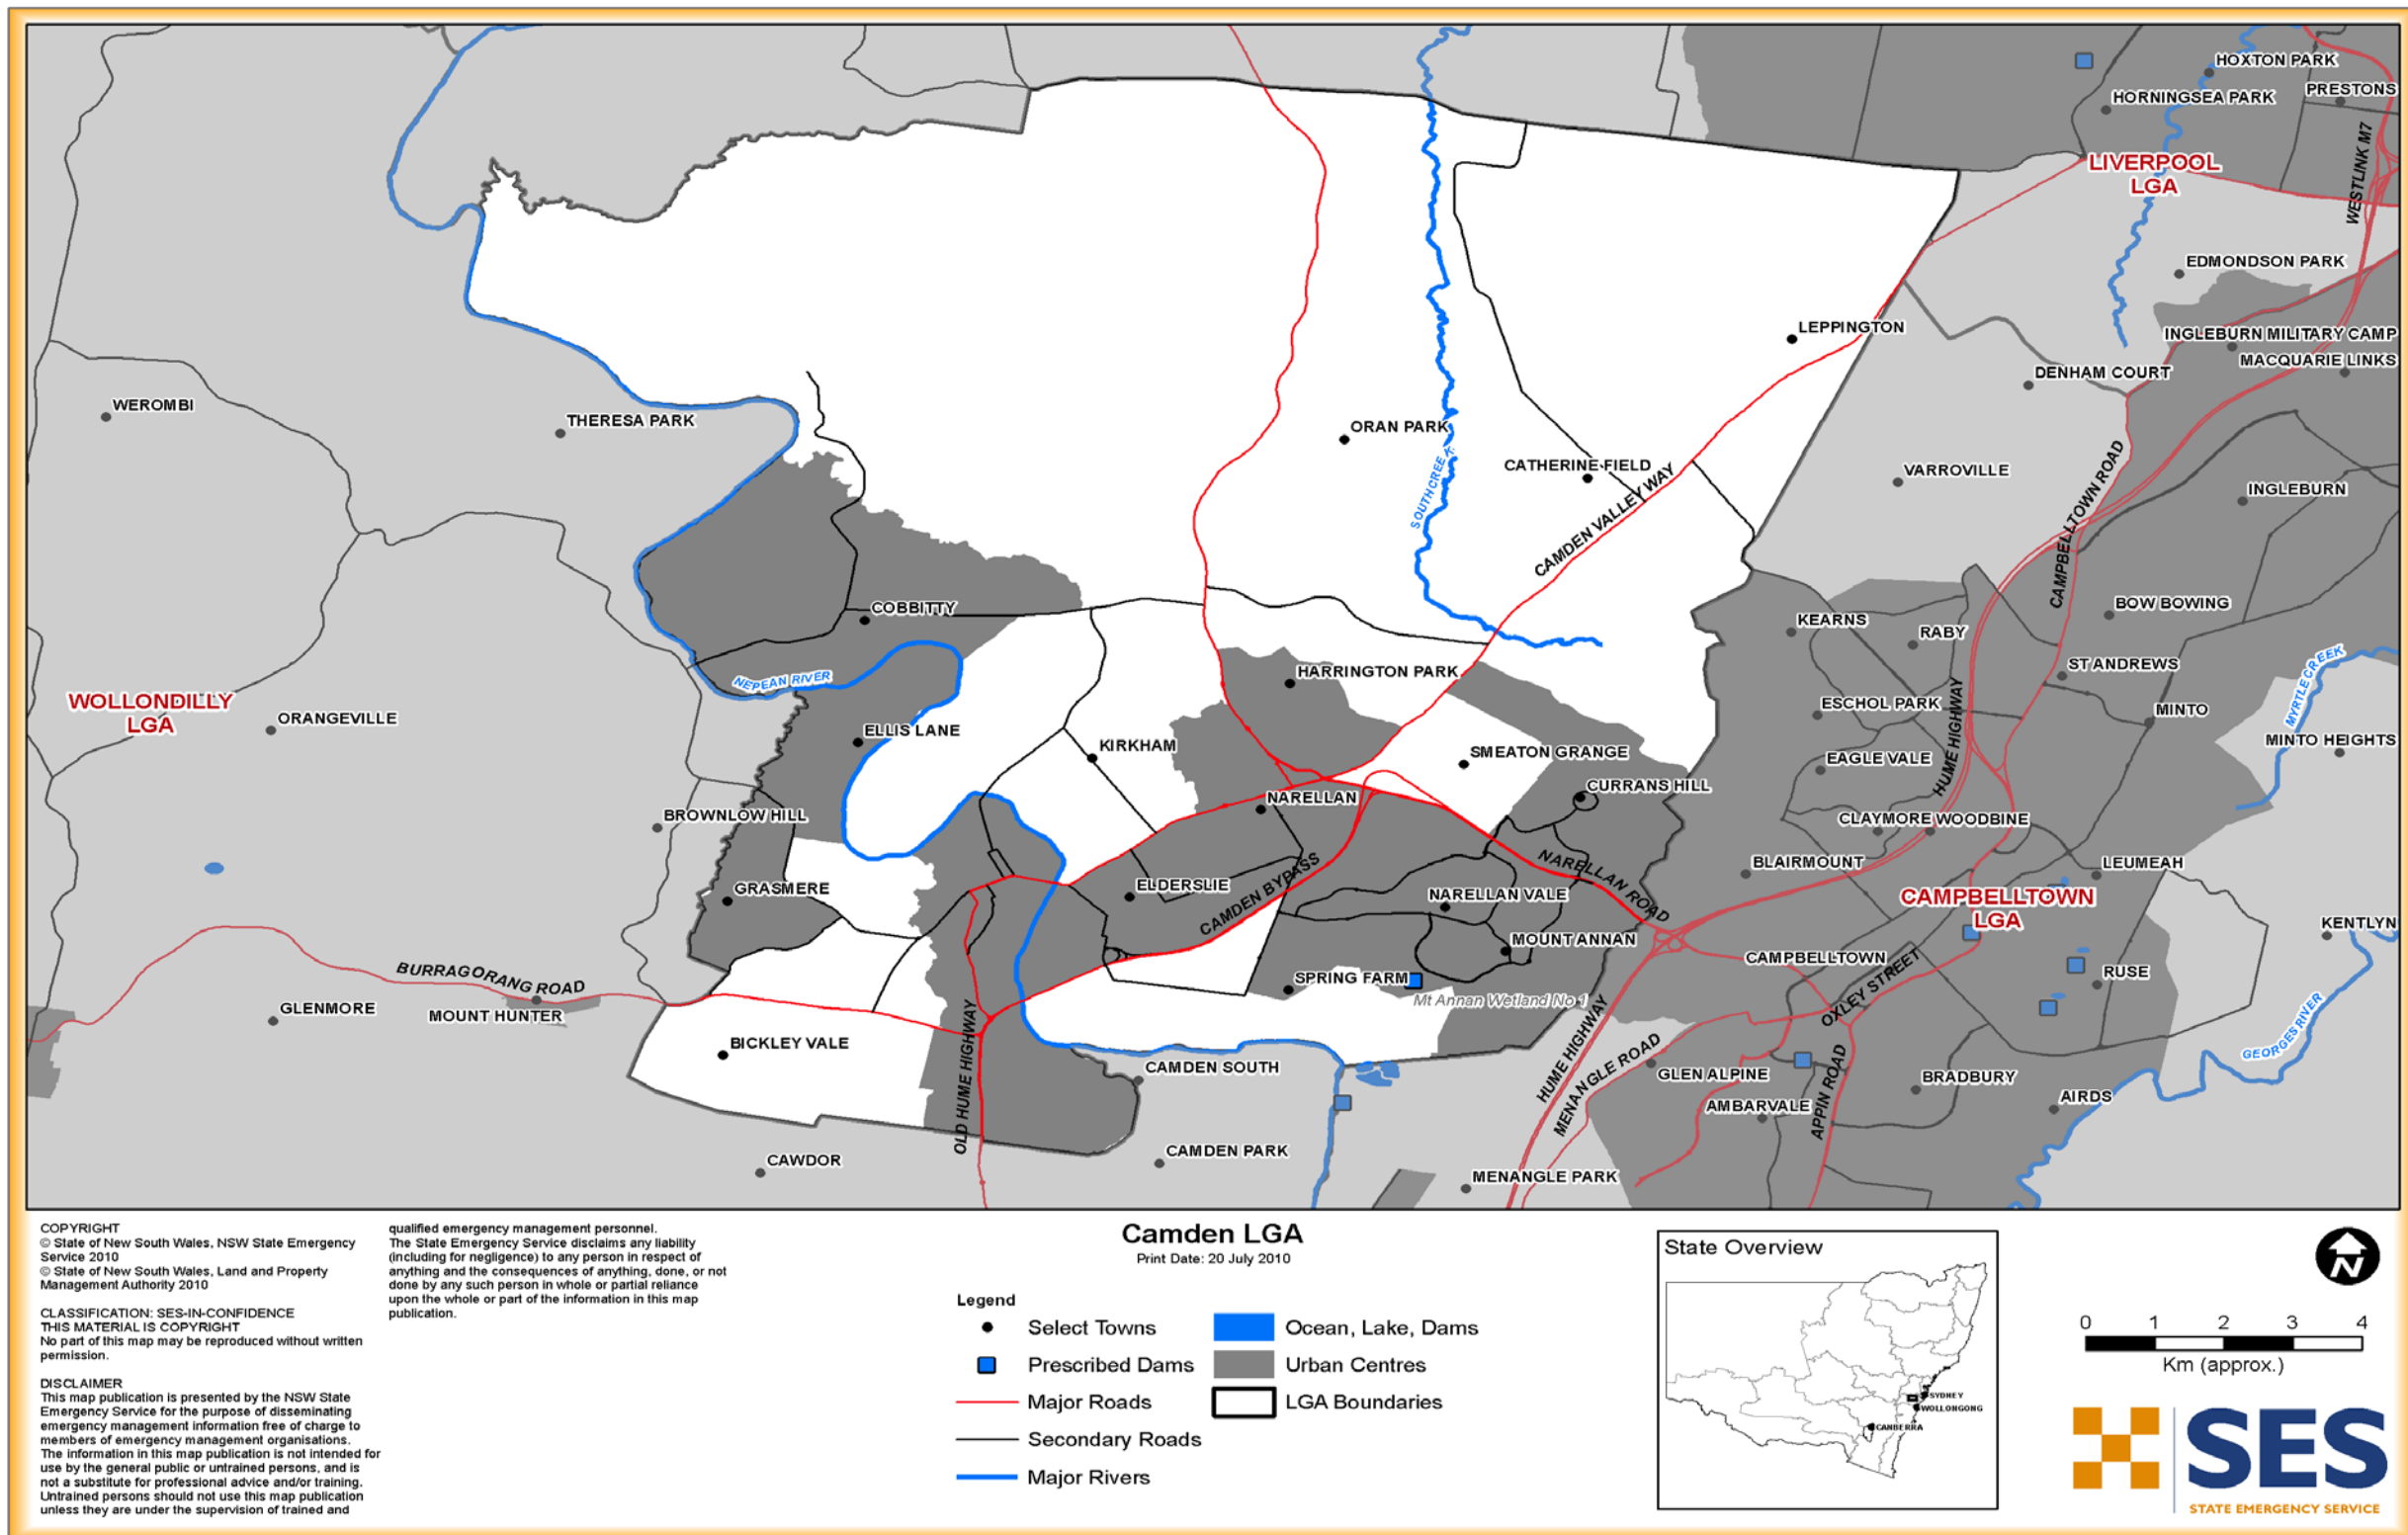 HOXTON PARK
PRESTONS
HORNINGSEA PARK
WESTLINK M7
LIVERPOOL
LGA
EDMONDSON PARK
LEPPINGTON
INGLEBURN MILITARY CAMP
MACQUARIE LINKS
DENHAM COURT
WEROMBI
THERESA PARK
ORAN PARK
CATHERINE FIELD
SOUTH CREEK
CAMDEN VALLEY WAY
VARROVILLE
CAMPBELLTOWN ROAD
INGLEBURN
COBBITTY
KEARNS
RABY
BOW BOWING
ST ANDREWS
HARRINGTON PARK
NEPEAN RIVER
WOLLONDILLY
LGA
ORANGEVILLE
ELLIS LANE
KIRKHAM
SMEATON GRANGE
ESCHOL PARK
HUME HIGHWAY
MINTO
MYRTLE CREEK
MINTO HEIGHTS
EAGLE VALE
CURRANS HILL
NARELLAN
BROWNLOW HILL
CLAYMORE
WOODBINE
BLAIRMOUNT
LEUMEAH
GRASMERE
ELDERSLIE
CAMDEN BYPASS
NARELLAN ROAD
NARELLAN VALE
CAMPBELLTOWN
LGA
KENTLYN
MOUNT ANNAN
CAMPBELLTOWN
BURRAGORANG ROAD
SPRING FARM
Mt Annan Wetland No 1
OXLEY STREET
RUSE
GLENMORE
MOUNT HUNTER
BICKLEY VALE
OLD HUME HIGHWAY
CAMDEN SOUTH
HUME HIGHWAY
MENANGLE ROAD
GLEN ALPINE
APPIN ROAD
BRADBURY
GEORGES RIVER
AMBARVALE
AIRDS
CAWDOR
CAMDEN PARK
MENANGLE PARK
COPYRIGHT
© State of New South Wales, NSW State Emergency
Service 2010
© State of New South Wales, Land and Property
Management Authority 2010
CLASSIFICATION: SES-IN-CONFIDENCE
THIS MATERIAL IS COPYRIGHT
No part of this map may be reproduced without written
permission.
DISCLAIMER
This map publication is presented by the NSW State
Emergency Service for the purpose of disseminating
emergency management information free of charge to
members of emergency management organisations.
The information in this map publication is not intended for
use by the general public or untrained persons, and is
not a substitute for professional advice and/or training.
Untrained persons should not use this map publication
unless they are under the supervision of trained and
qualified emergency management personnel.
The State Emergency Service disclaims any liability
(including for negligence) to any person in respect of
anything and the consequences of anything, done, or not
done by any such person in whole or partial reliance
upon the whole or part of the information in this map
publication.
Camden LGA
Print Date: 20 July 2010
Legend
Select Towns
Prescribed Dams
Major Roads
Secondary Roads
Major Rivers
Ocean, Lake, Dams
Urban Centres
LGA Boundaries
State Overview
SYDNEY
WOLLONGONG
CANBERRA
N
0 1 2 3 4
Km (approx.)
SES
STATE EMERGENCY SERVICE